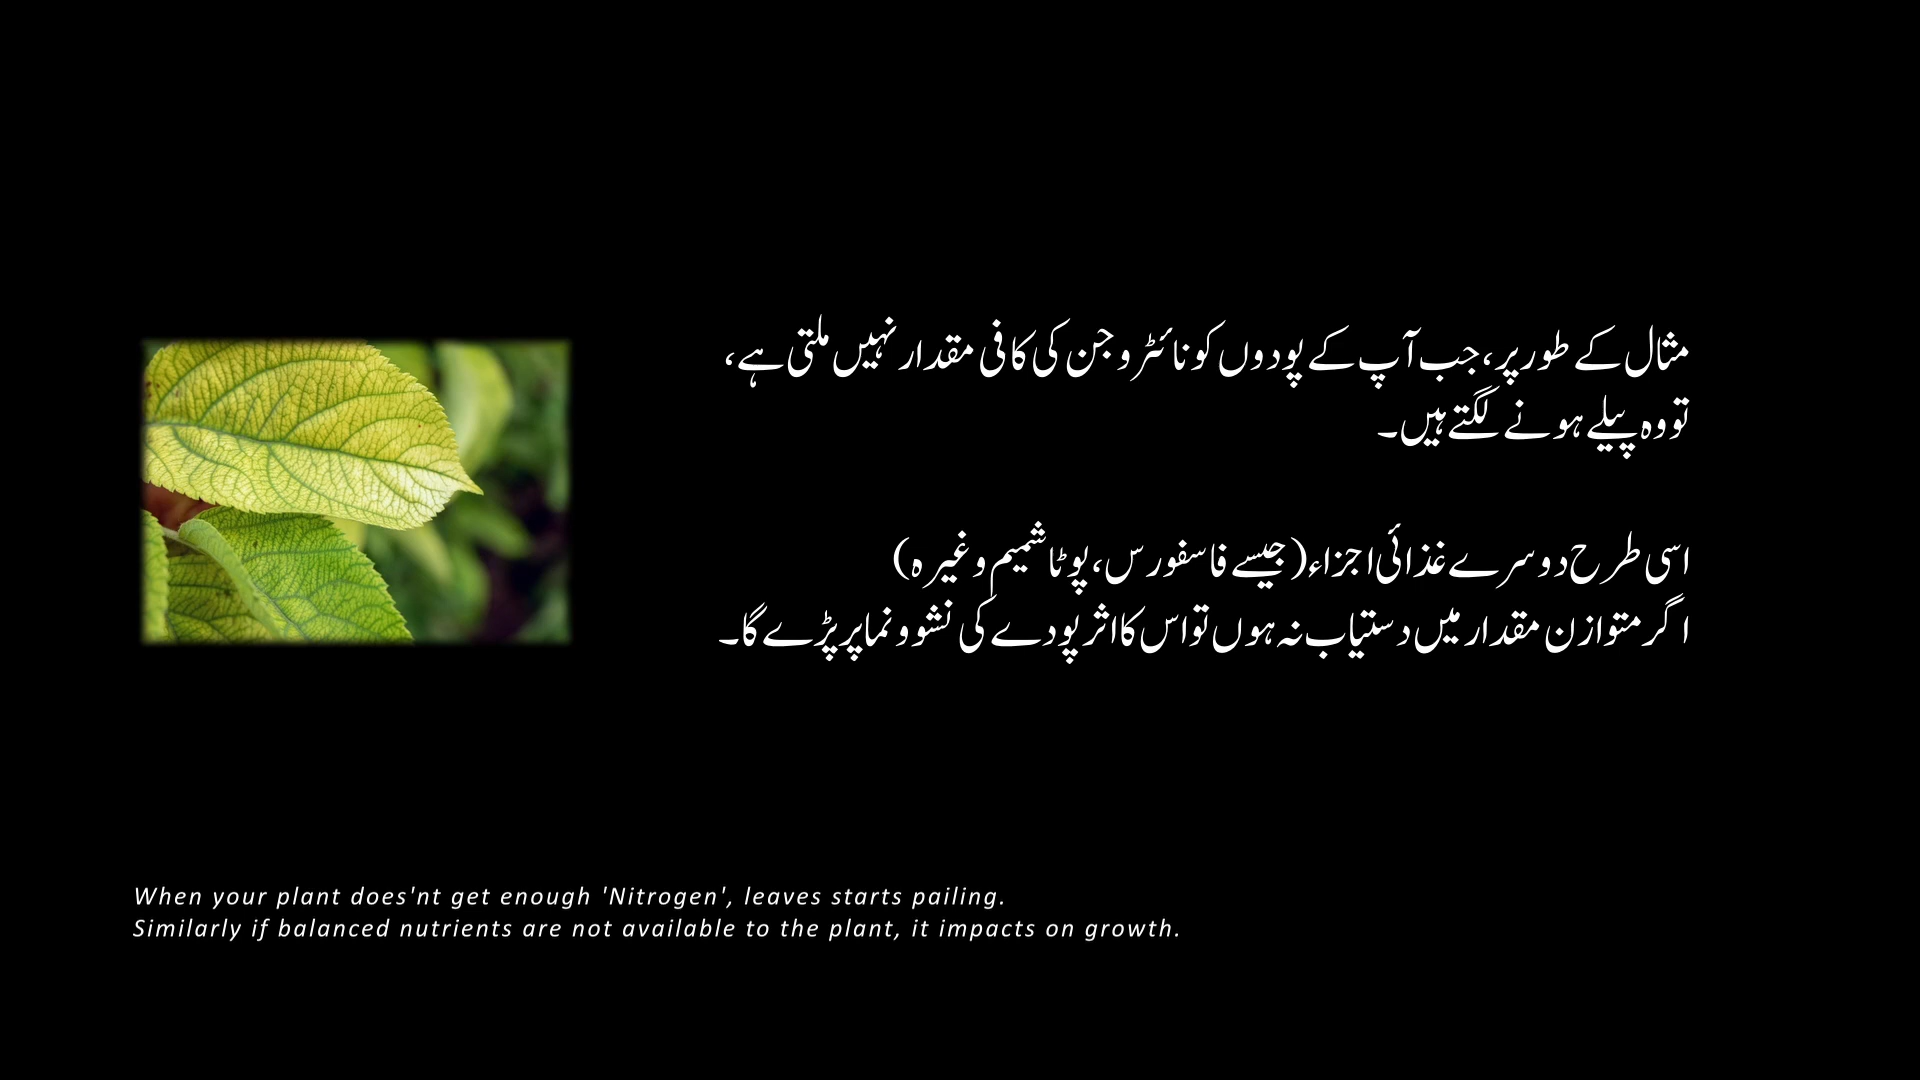 مثال کے طور پر، جب آپ کے پودوں کو نائٹروجن کی کافی مقدار نہیں ملتی ہے،
تو وہ پیلے ہونے لگتے ہیں۔
اسی طرح دوسرے غذائی اجزاء (جیسے فاسفورس، پوٹاشمیم وغیرہ)
اگر متوازن مقدار میں دستیاب نہ ہوں تو اس کا اثر پودے کی نشوونما پر پڑے گا۔
When your plant does'nt get enough 'Nitrogen', leaves starts pailing.
Similarly if balanced nutrients are not available to the plant, it impacts on growth.